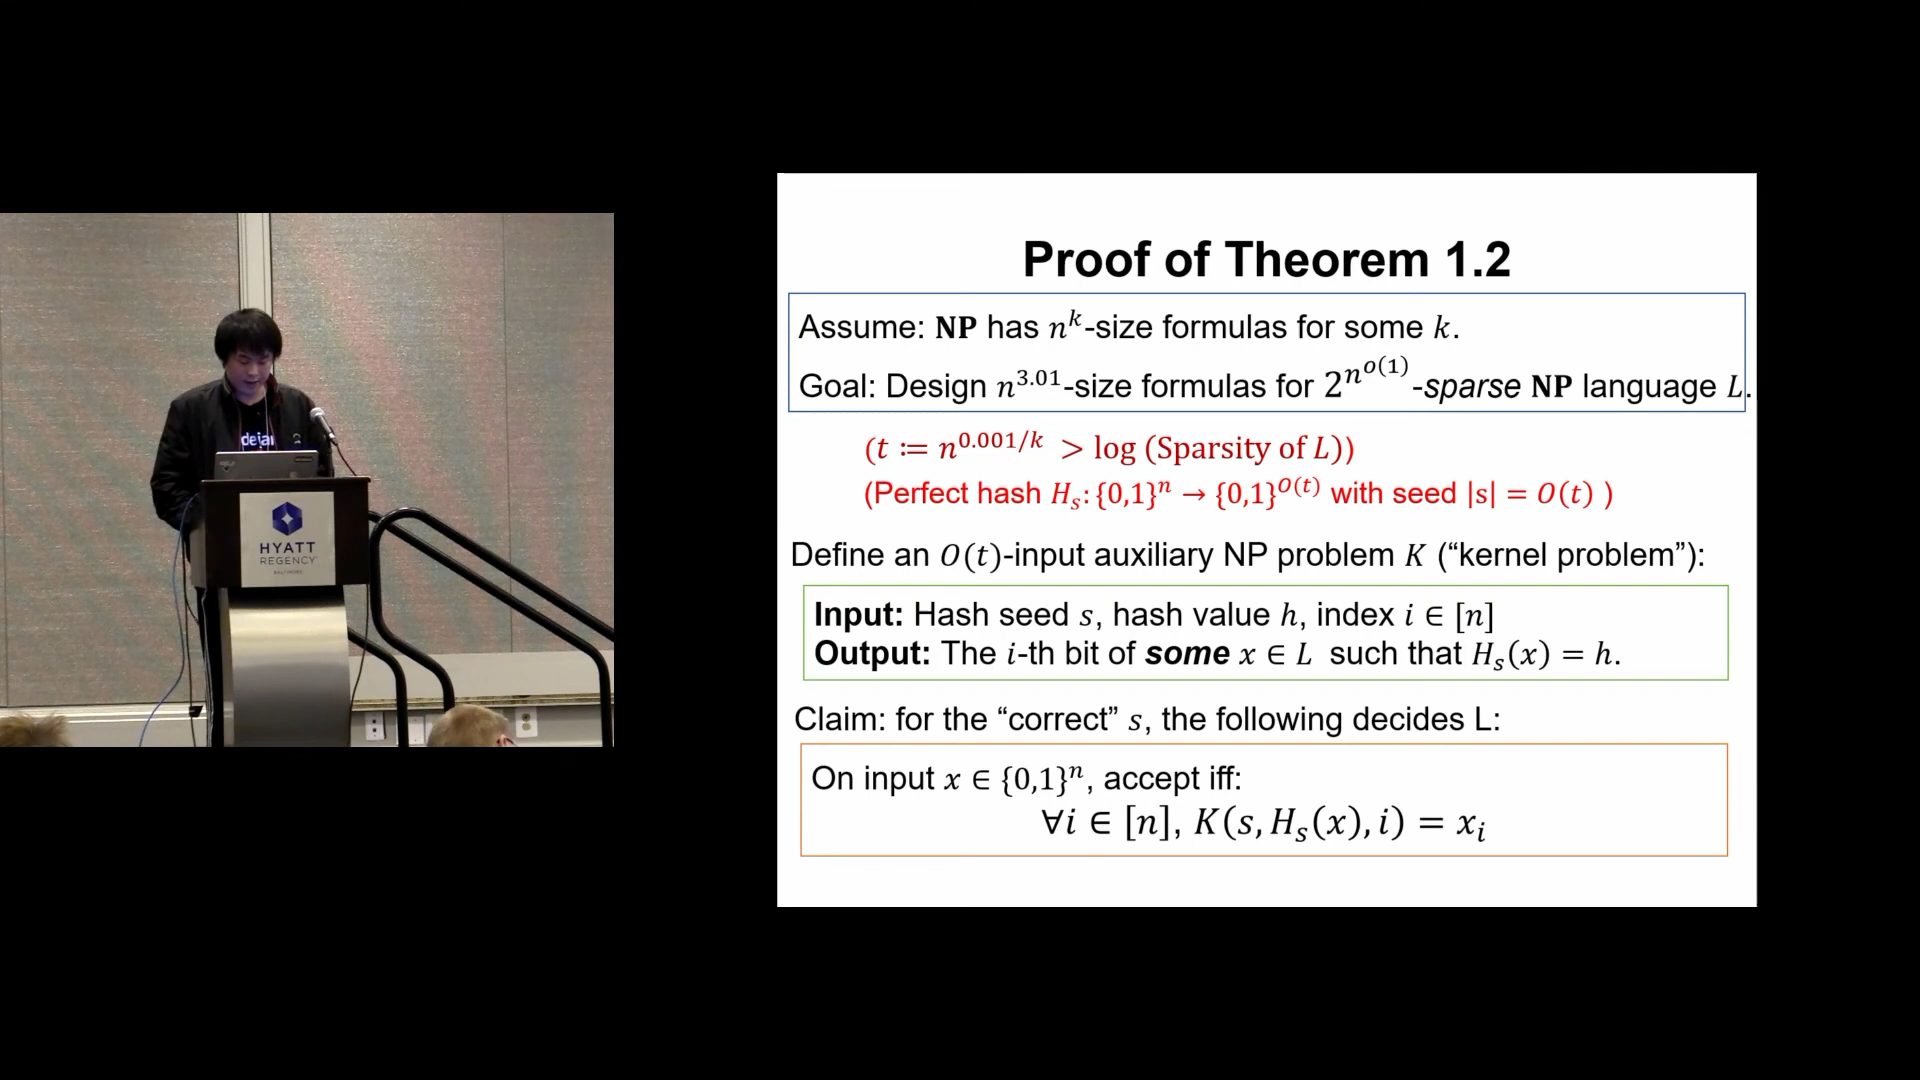 dejar
HYATT
REGENCY
BALTIMORE
Proof of Theorem 1.2
Assume: NP has n^k-size formulas for some k.
Goal: Design n^{3.01}-size formulas for 2^{n^{o(1)}}-sparse NP language L.
(t ≔ n^{0.001/k} > log (Sparsity of L))
(Perfect hash H_s: {0,1}^n → {0,1}^{O(t)} with seed |s| = O(t) )
Define an O(t)-input auxiliary NP problem K (“kernel problem”):
Input: Hash seed s, hash value h, index i ∈ [n]
Output: The i-th bit of some x ∈ L such that H_s(x) = h.
Claim: for the “correct” s, the following decides L:
On input x ∈ {0,1}^n, accept iff:
∀i ∈ [n], K(s, H_s(x), i) = x_i